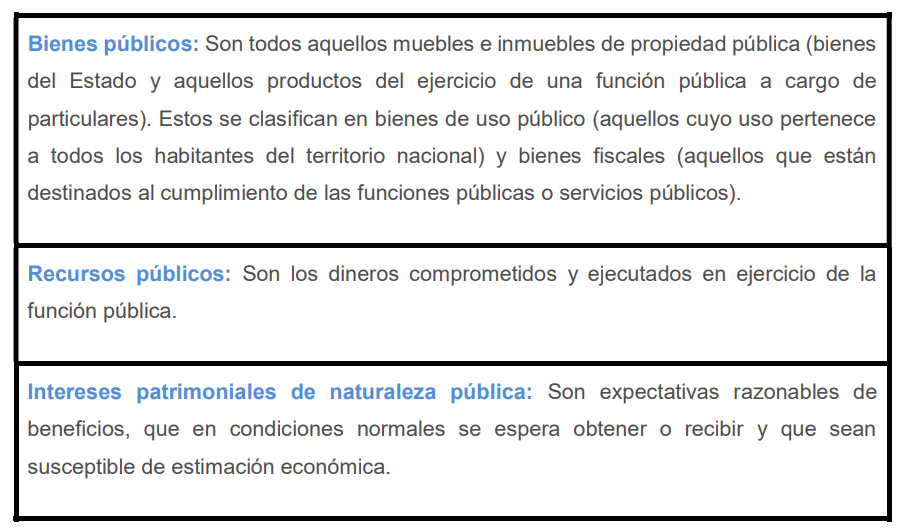 Bienes públicos: Son todos aquellos muebles e inmuebles de propiedad pública (bienes
del Estado y aquellos productos del ejercicio de una función pública a cargo de
particulares). Estos se clasifican en bienes de uso público (aquellos cuyo uso pertenece
a todos los habitantes del territorio nacional) y bienes fiscales (aquellos que están
destinados al cumplimiento de las funciones públicas o servicios públicos).
Recursos públicos: Son los dineros comprometidos y ejecutados en ejercicio de la
función pública.
Intereses patrimoniales de naturaleza pública: Son expectativas razonables de
beneficios, que en condiciones normales se espera obtener o recibir y que sean
susceptible de estimación económica.